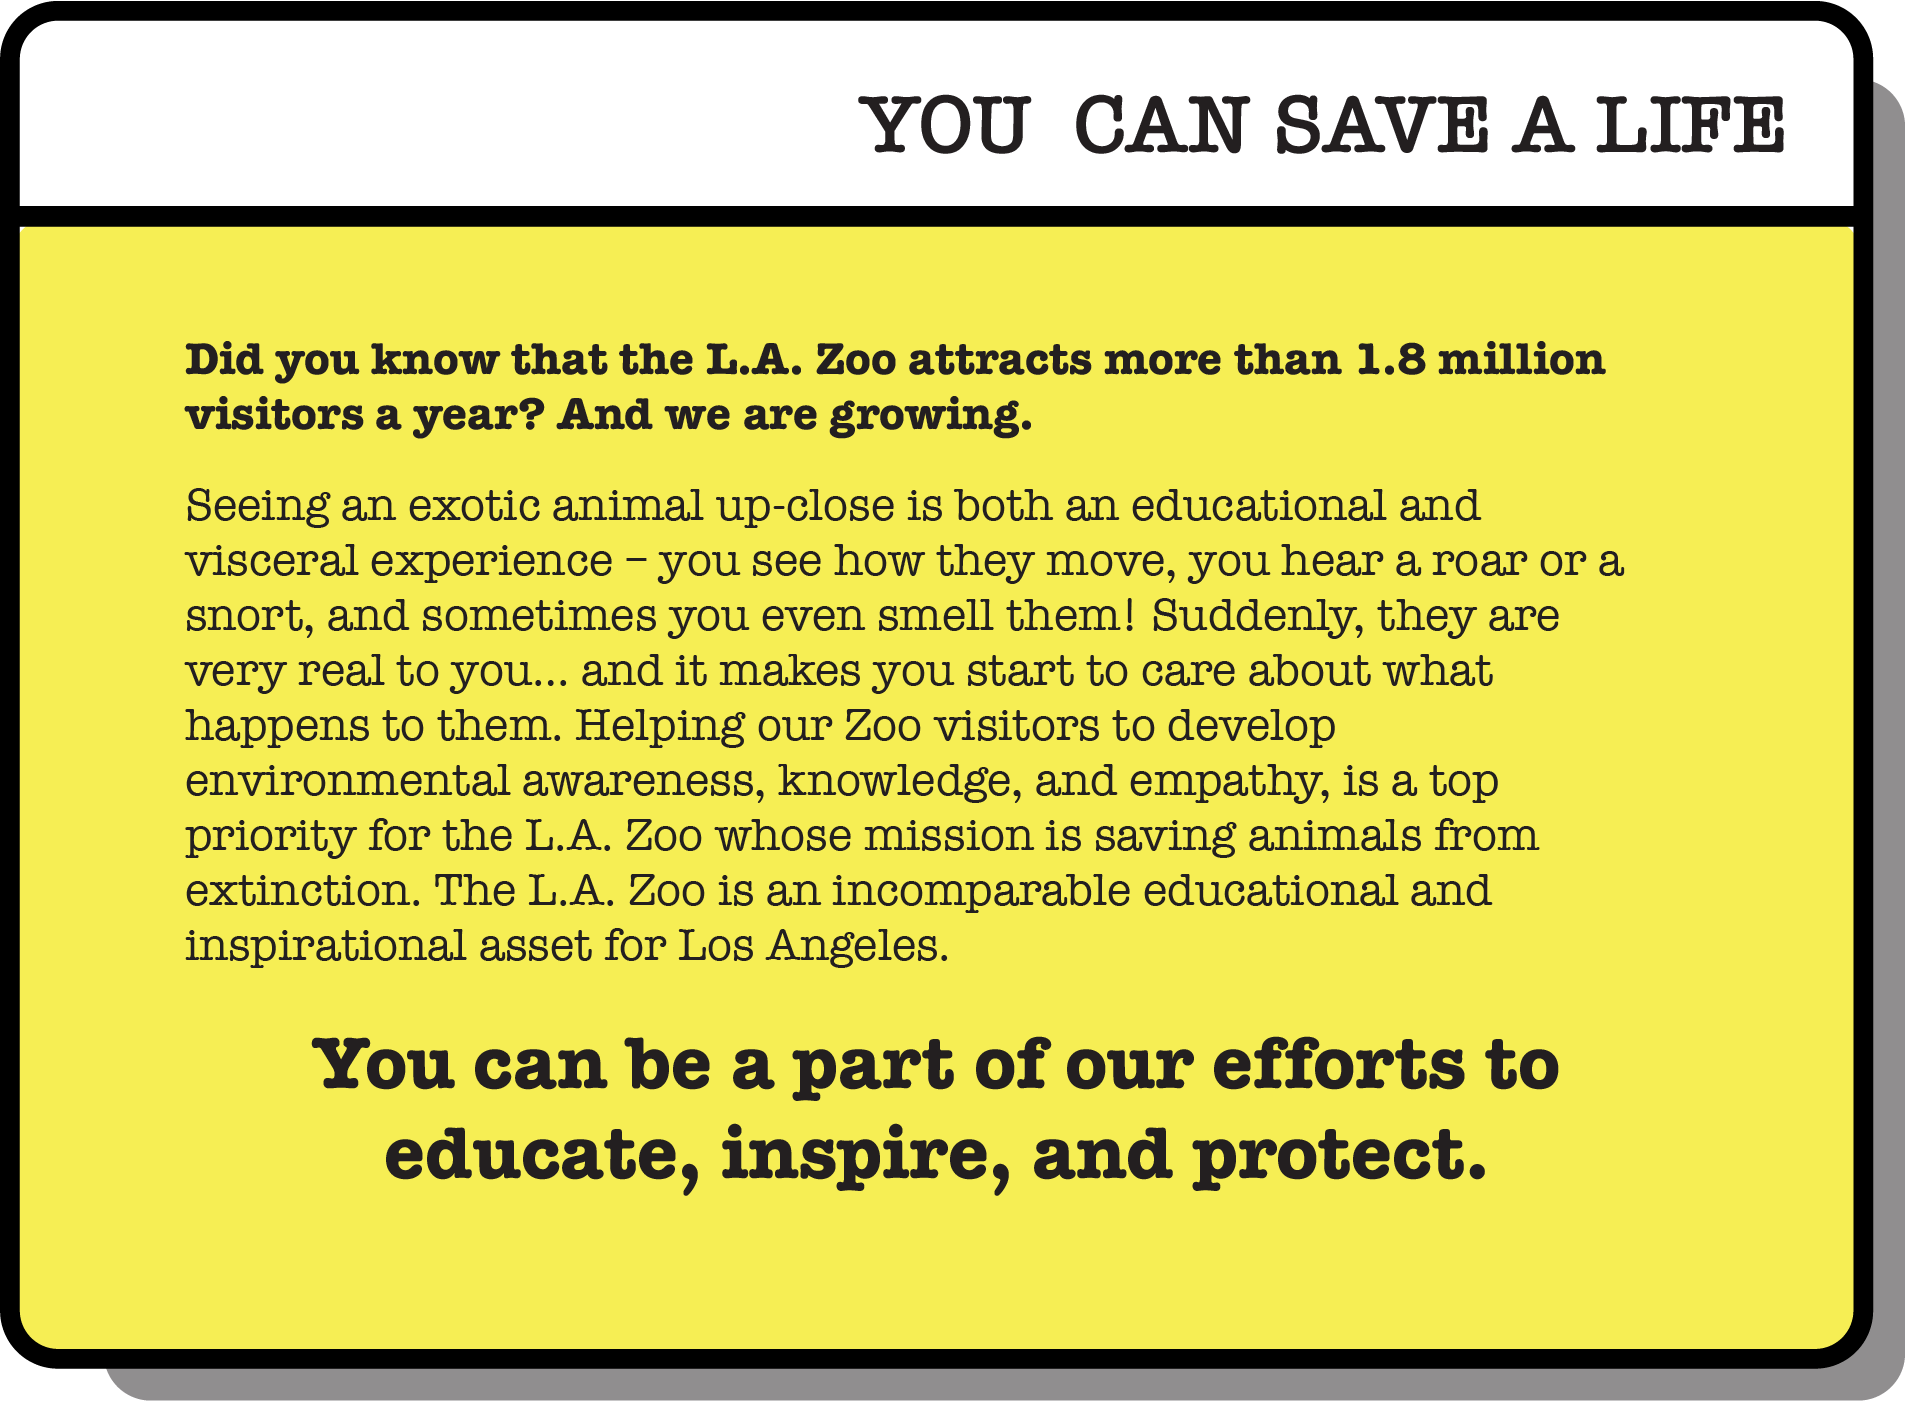 YOU CAN SAVE A LIFE
Did you know that the L.A. Zoo attracts more than 1.8 million
visitors a year? And we are growing.
Seeing an exotic animal up-close is both an educational and
visceral experience – you see how they move, you hear a roar or a
snort, and sometimes you even smell them! Suddenly, they are
very real to you... and it makes you start to care about what
happens to them. Helping our Zoo visitors to develop
environmental awareness, knowledge, and empathy, is a top
priority for the L.A. Zoo whose mission is saving animals from
extinction. The L.A. Zoo is an incomparable educational and
inspirational asset for Los Angeles.
You can be a part of our efforts to
educate, inspire, and protect.